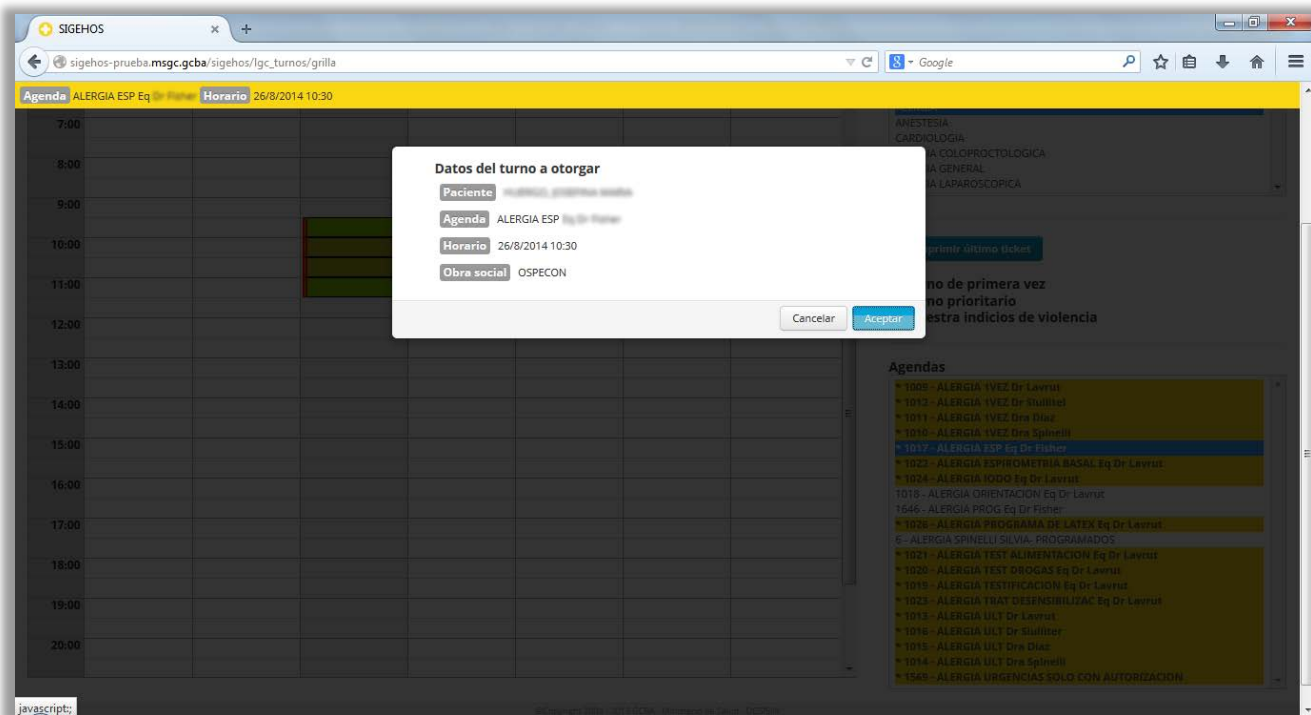 SIGEHOS
sigehos-prueba.msgc.gcba/sigehos/lgc_turnos/grilla
Google
Agenda ALERGIA ESP Eq Horario 26/8/2014 10:30
7:00
8:00
9:00
10:00
11:00
12:00
13:00
14:00
15:00
16:00
17:00
18:00
19:00
20:00
Datos del turno a otorgar
Paciente
Agenda ALERGIA ESP
Horario 26/8/2014 10:30
Obra social OSPECON
Cancelar Aceptar
ANESTESIA
CARDIOLOGIA
COLOPROCTOLOGICA
GENERAL
LAPAROSCOPICA
primir último ticket
no de primera vez
no prioritario
estra indicios de violencia
Agendas
* 1009 - ALERGIA 1VEZ Dr Lavrut
* 1012 - ALERGIA 1VEZ Dr Slullitel
* 1011 - ALERGIA 1VEZ Dra Diaz
* 1010 - ALERGIA 1VEZ Dra Spinelli
* 1017 - ALERGIA ESP Eq Dr Fisher
* 1022 - ALERGIA ESPIROMETRIA BASAL Eq Dr Lavrut
* 1024 - ALERGIA IODO Eq Dr Lavrut
1018 - ALERGIA ORIENTACION Eq Dr Lavrut
1646 - ALERGIA PROG Eq Dr Fisher
* 1026 - ALERGIA PROGRAMA DE LATEX Eq Dr Lavrut
6 - ALERGIA SPINELLI SILVIA- PROGRAMADOS
* 1021 - ALERGIA TEST ALIMENTACION Eq Dr Lavrut
* 1020 - ALERGIA TEST DROGAS Eq Dr Lavrut
* 1019 - ALERGIA TESTIFICACION Eq Dr Lavrut
* 1023 - ALERGIA TRAT DESENSIBILIZAC Eq Dr Lavrut
* 1013 - ALERGIA ULT Dr Lavrut
* 1016 - ALERGIA ULT Dr Slullitel
* 1015 - ALERGIA ULT Dra Diaz
* 1014 - ALERGIA ULT Dra Spinelli
* 1569 - ALERGIA URGENCIAS SOLO CON AUTORIZACION
javascript:;